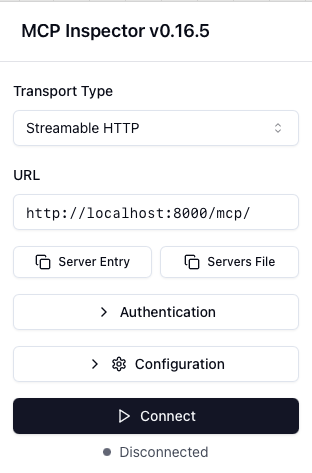 MCP Inspector v0.16.5
Transport Type
Streamable HTTP
URL
http://localhost:8000/mcp/
Server Entry Servers File
Authentication
Configuration
Connect
Disconnected